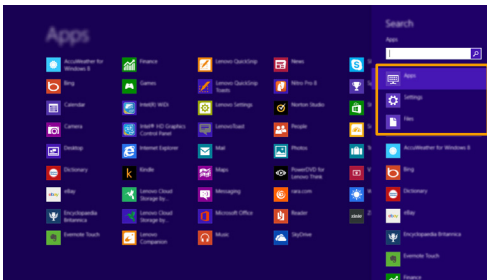 Apps
AccuWeather for
Windows 8
Bing
Calendar
Camera
Desktop
Dictionary
eBay
Encyclopaedia
Britannica
Evernote Touch
Finance
Games
Intel(R) WiDi
Intel® HD Graphics
Control Panel
Internet Explorer
Kindle
Lenovo Cloud
Storage by...
Lenovo Cloud
Storage by...
Lenovo
Companion
Lenovo QuickSnip
Lenovo QuickSnip
Tools
Lenovo Settings
LenovoToast
Mail
Maps
Messaging
Microsoft Office
Music
News
Nitro Pro 8
Norton Studio
People
Photos
PowerDVD for
Lenovo Think
rara.com
Reader
SkyDrive
Search
Apps
Apps
Settings
Files
AccuWeather for Windows 8
Bing
Dictionary
eBay
Encyclopaedia Britannica
Evernote Touch
Finance